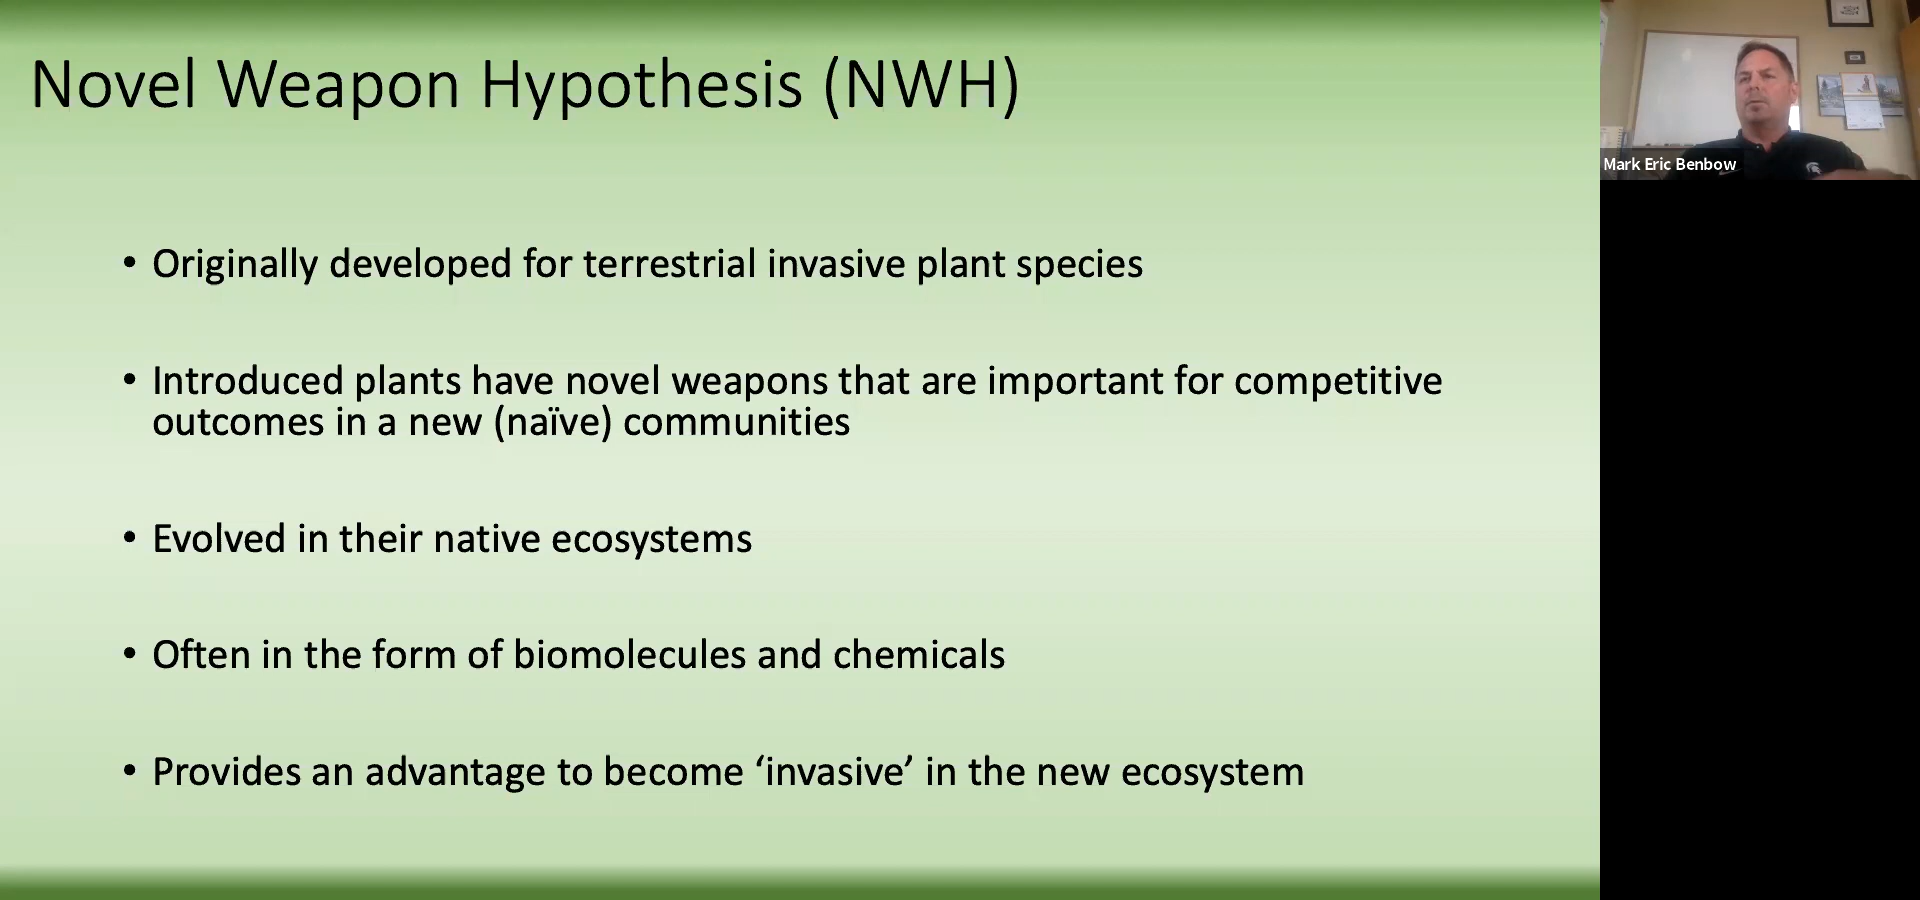 Novel Weapon Hypothesis (NWH)
• Originally developed for terrestrial invasive plant species
• Introduced plants have novel weapons that are important for competitive
outcomes in a new (naïve) communities
• Evolved in their native ecosystems
• Often in the form of biomolecules and chemicals
• Provides an advantage to become ‘invasive’ in the new ecosystem
Mark Eric Benbow